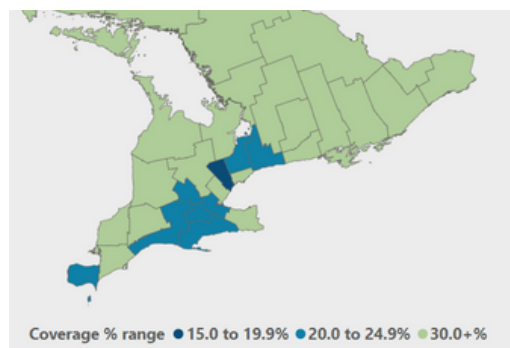 Coverage % range ● 15.0 to 19.9% ● 20.0 to 24.9% ● 30.0+%